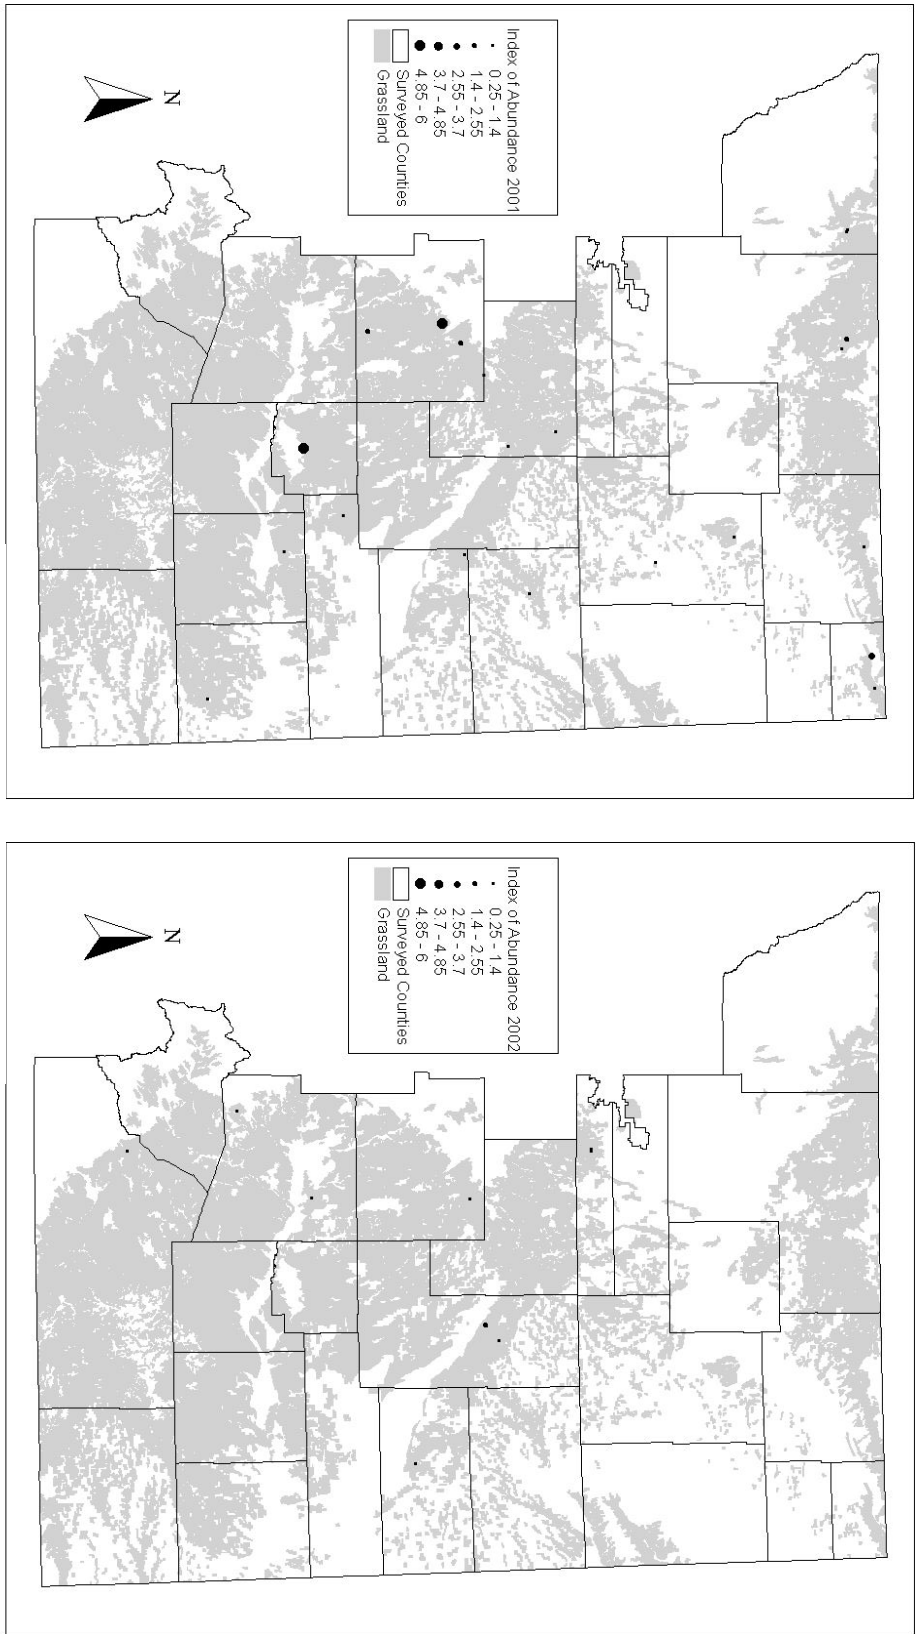 Index of Abundance 2001
0.25 - 1.4
1.4 - 2.55
2.55 - 3.7
3.7 - 4.85
4.85 - 6
Surveyed Counties
Grassland
N
Index of Abundance 2002
0.25 - 1.4
1.4 - 2.55
2.55 - 3.7
3.7 - 4.85
4.85 - 6
Surveyed Counties
Grassland
N